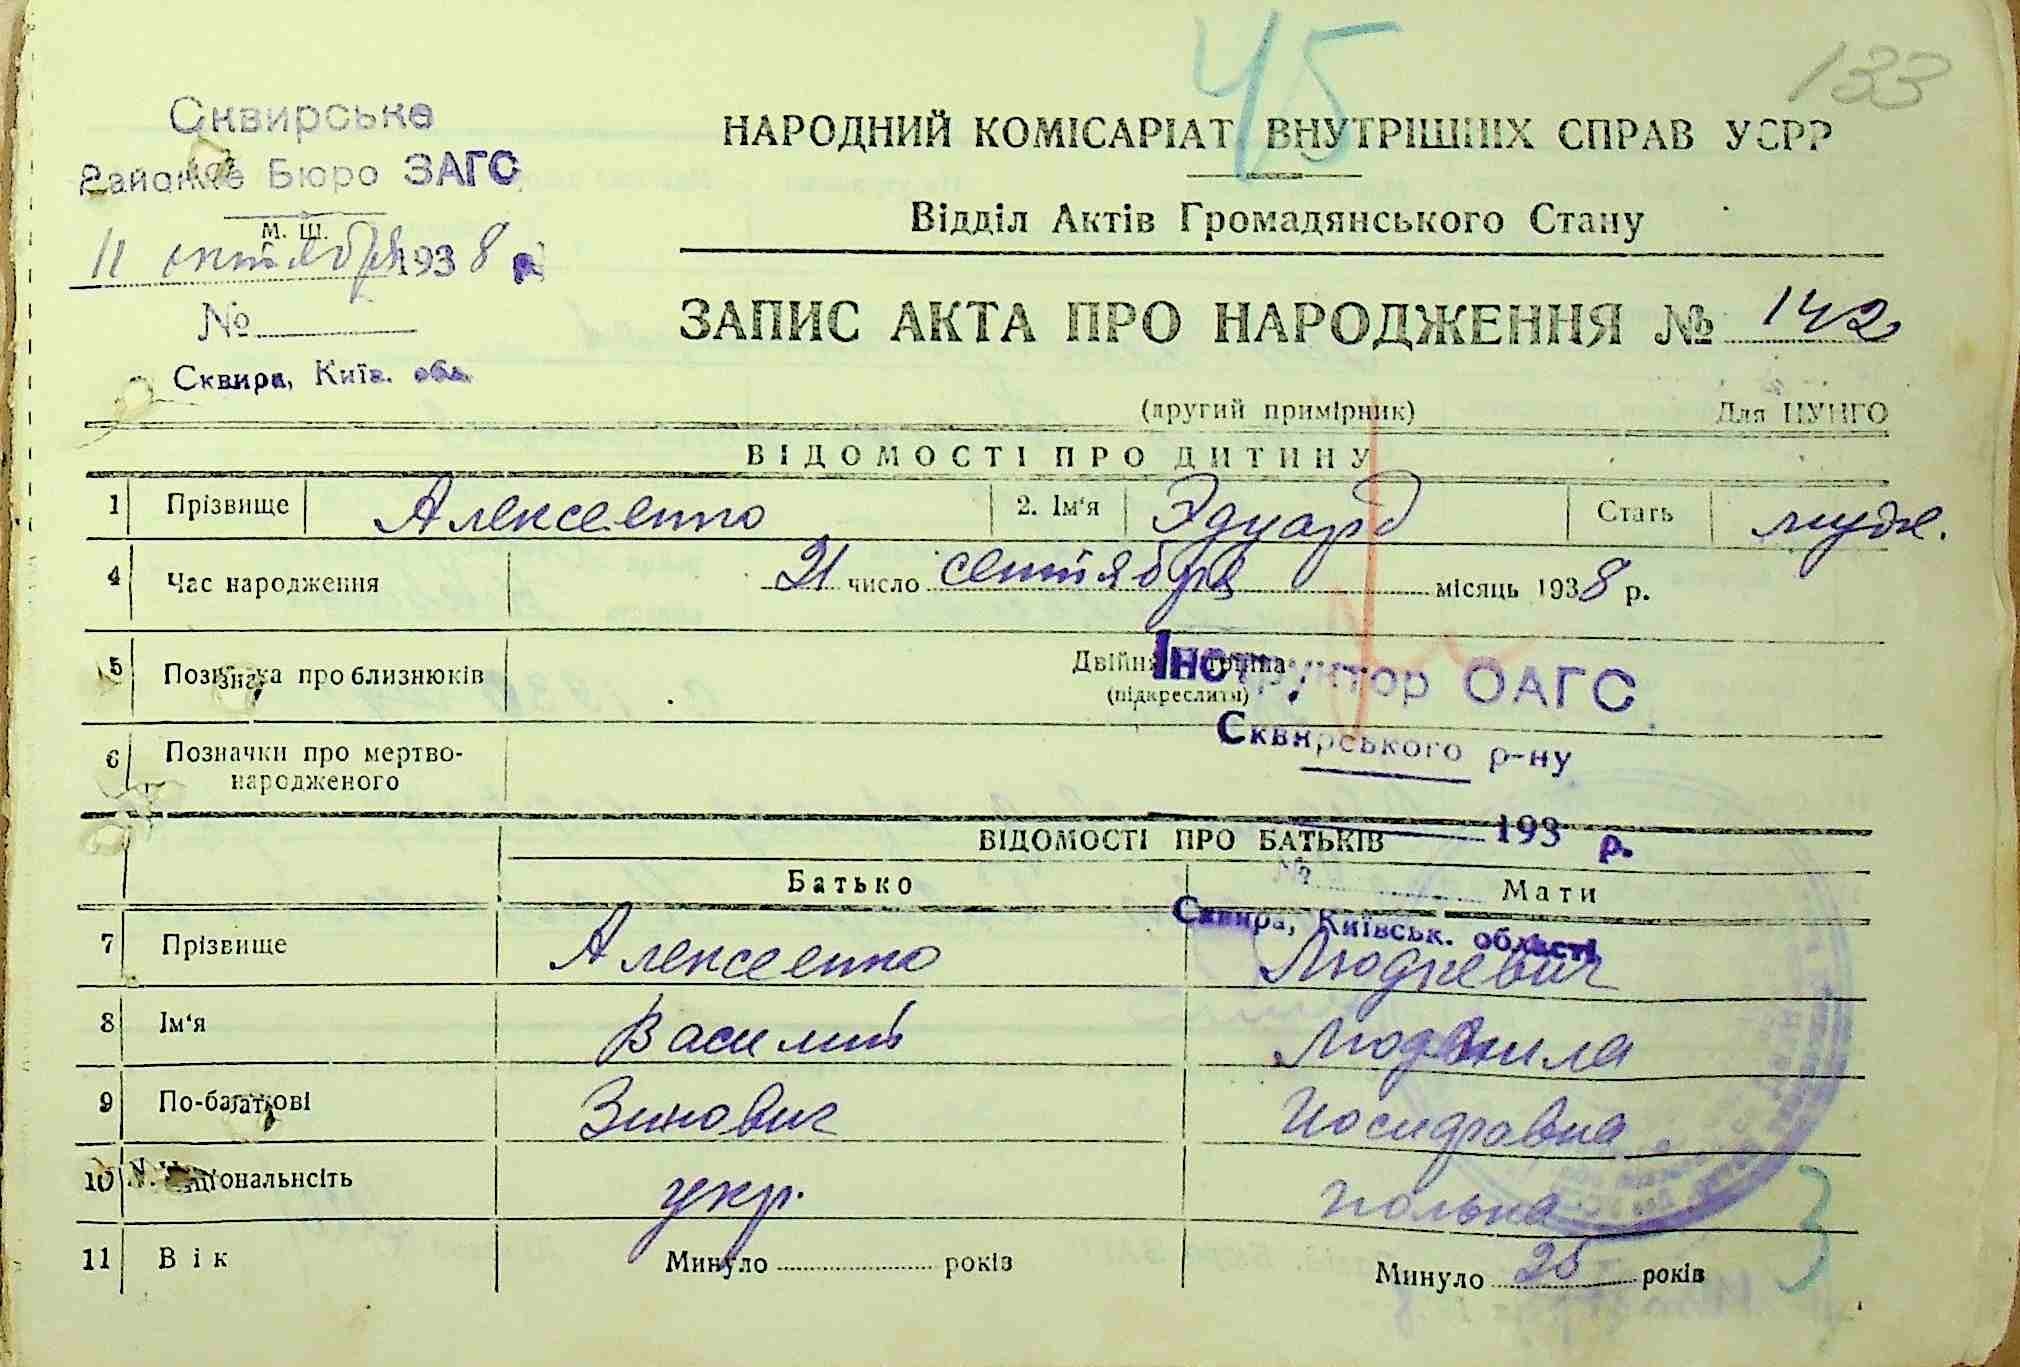 45
133
Сквирське
Районне Бюро ЗАГС
М. Ш.
11 октября 1938 р.
№
Сквира, Київ. обл.
НАРОДНИЙ КОМІСАРІАТ ВНУТРІШНІХ СПРАВ УСРР
Відділ Актів Громадянського Стану
ЗАПИС АКТА ПРО НАРОДЖЕННЯ № 142
(другий примірник) Для ЦУНГО
ВІДОМОСТІ ПРО ДИТИНУ
1 Прізвище Алексеенко 2. Ім'я Эдуард Стать муж.
4 Час народження 21 число сентября місяць 1938 р.
5 Позначка про близнюків Двійня, трійня
(підкреслити)
Інструктор ОАГС
Сквирського р-ну
6 Позначки про мертво-
народженого
193 р.
ВІДОМОСТІ ПРО БАТЬКІВ
№
Батько Мати
Сквира, Київськ. області
7 Прізвище Алексеенко Людкевич
8 Ім'я Василий Людвила
9 По-батькові Зинович Иосифовна
10 Національність укр. полька
11 Вік Минуло років Минуло 25 років
3